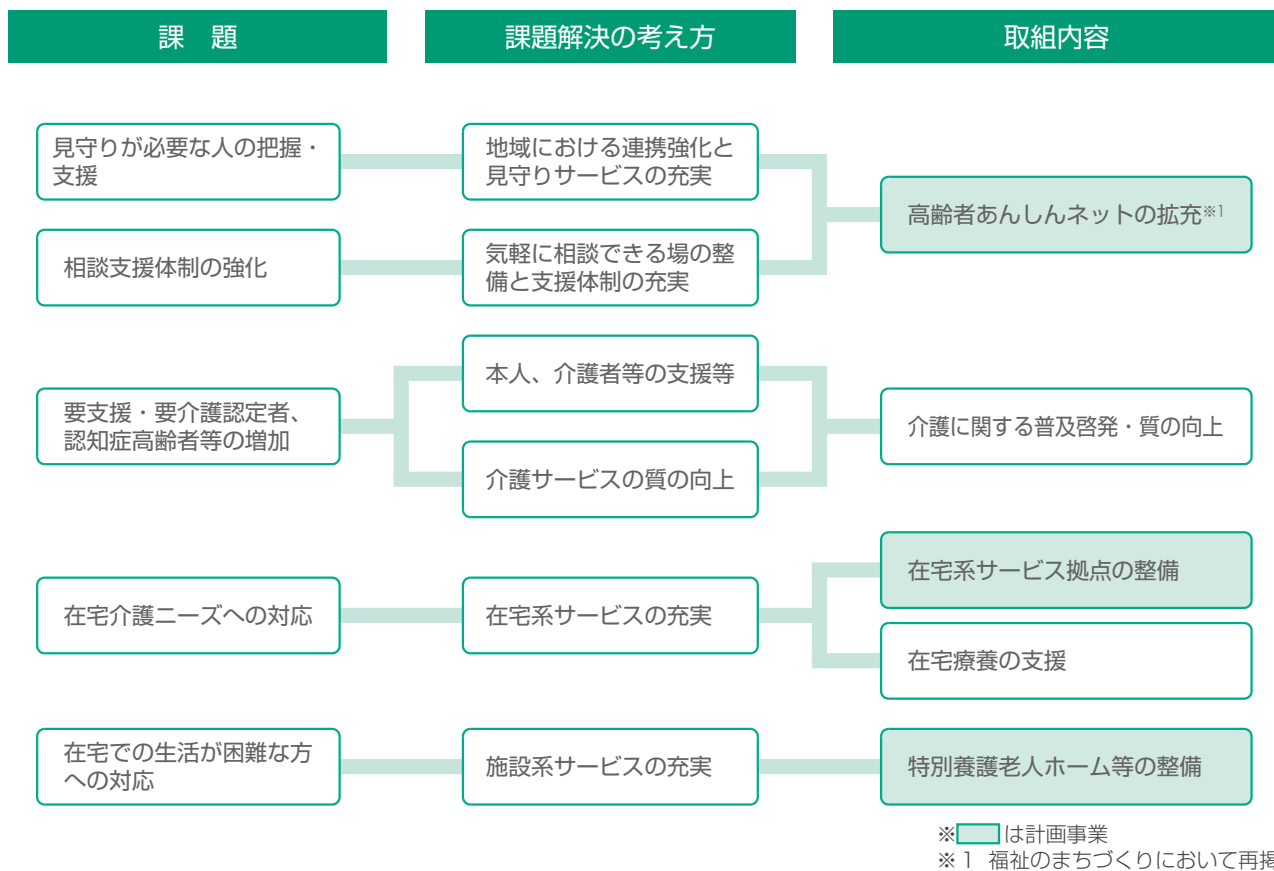 課　題
課題解決の考え方
取組内容
見守りが必要な人の把握・
支援
地域における連携強化と
見守りサービスの充実
高齢者あんしんネットの拡充※1
相談支援体制の強化
気軽に相談できる場の整
備と支援体制の充実
要支援・要介護認定者、
認知症高齢者等の増加
本人、介護者等の支援等
介護サービスの質の向上
介護に関する普及啓発・質の向上
在宅介護ニーズへの対応
在宅系サービスの充実
在宅系サービス拠点の整備
在宅療養の支援
在宅での生活が困難な方
への対応
施設系サービスの充実
特別養護老人ホーム等の整備
※　　は計画事業
※1 福祉のまちづくりにおいて再掲